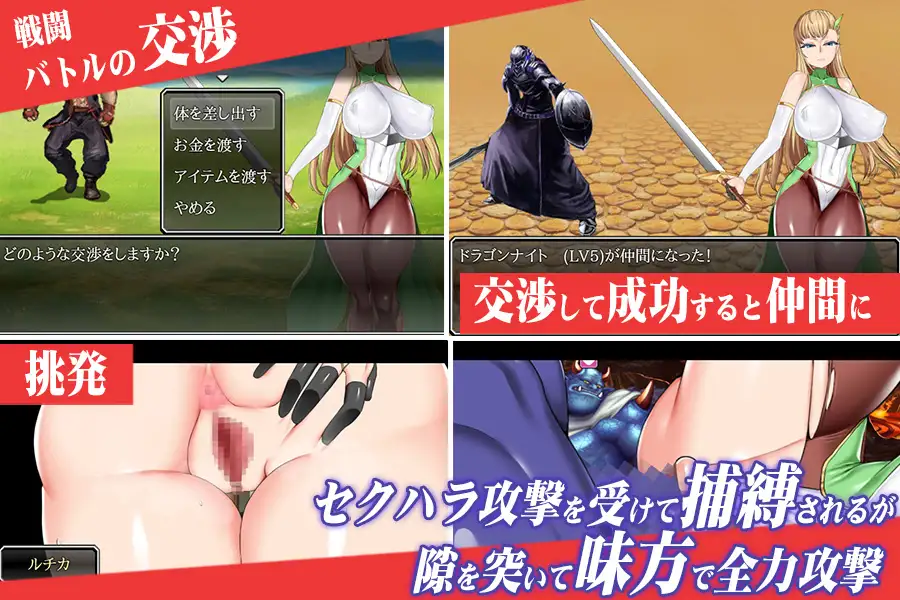 戦闘
バトルの交渉
体を差し出す
お金を渡す
アイテムを渡す
やめる
どのような交渉をしますか?
ドラゴンナイト (LV5)が仲間になった!
交渉して成功すると仲間に
挑発
セクハラ攻撃を受けて捕縛されるが
隙を突いて味方で全力攻撃
ルチカ